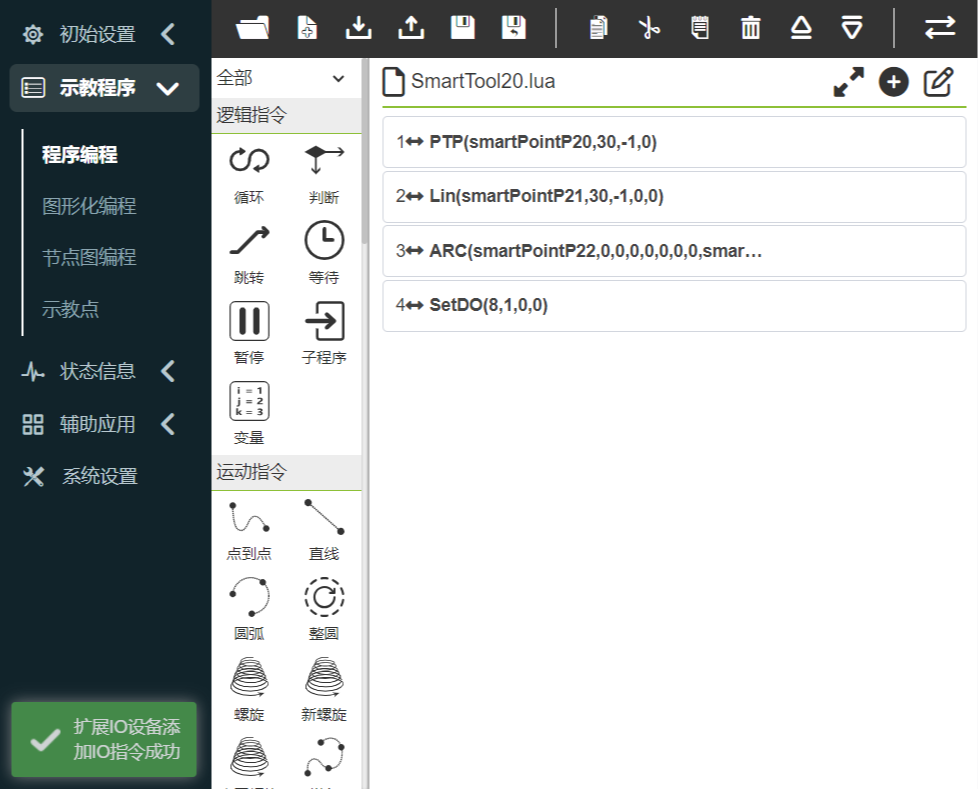 初始设置
示教程序
程序编程
图形化编程
节点图编程
示教点
状态信息
辅助应用
系统设置
扩展IO设备添
加IO指令成功
全部
逻辑指令
循环
判断
跳转
等待
暂停
子程序
i = 1
j = 2
k = 3
变量
运动指令
点到点
直线
圆弧
整圆
螺旋
新螺旋
SmartTool20.lua
1 PTP(smartPointP20,30,-1,0)
2 Lin(smartPointP21,30,-1,0,0)
3 ARC(smartPointP22,0,0,0,0,0,0,0,smar...
4 SetDO(8,1,0,0)